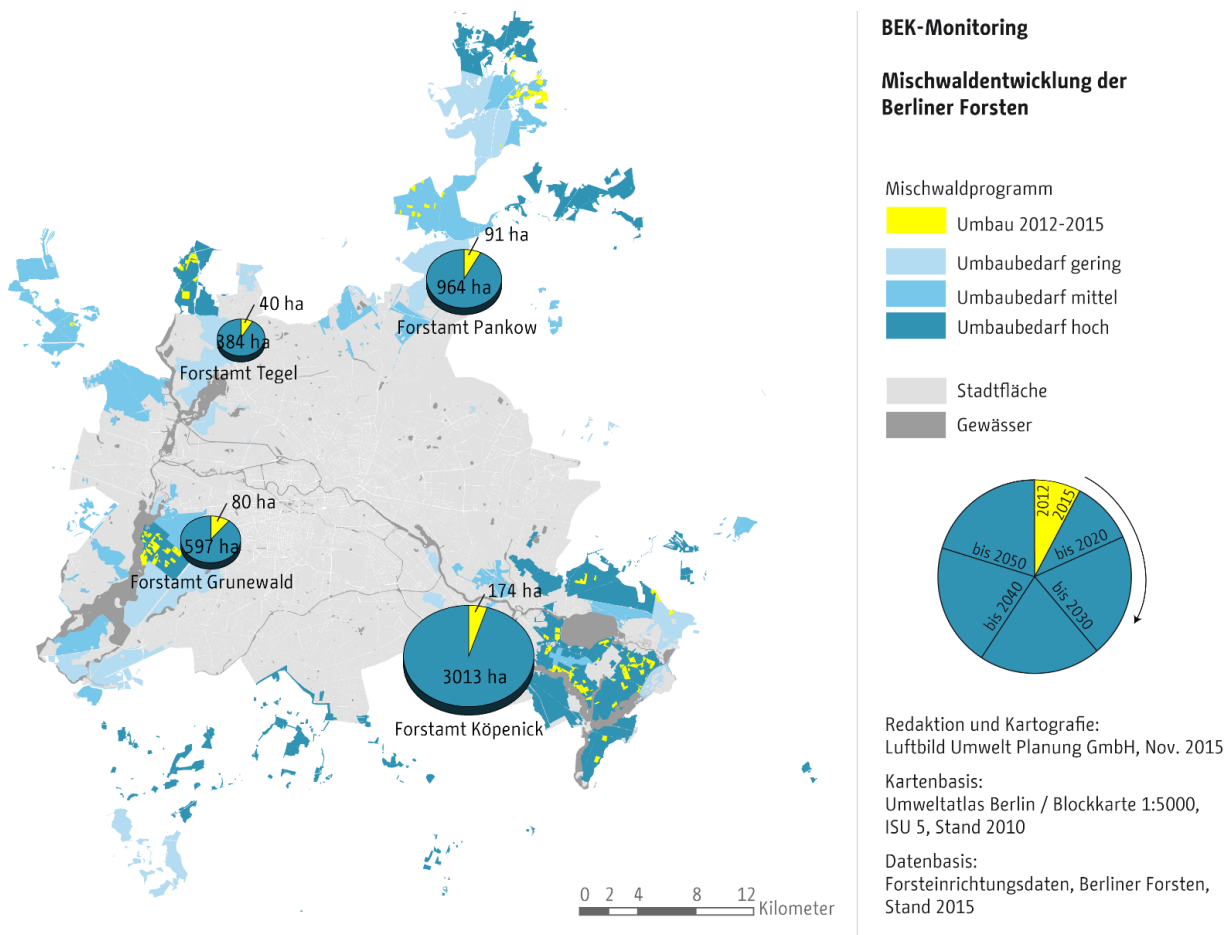 BEK-Monitoring
Mischwaldentwicklung der
Berliner Forsten
Mischwaldprogramm
Umbau 2012-2015
Umbaubedarf gering
Umbaubedarf mittel
Umbaubedarf hoch
Stadtfläche
Gewässer
2012
2015
bis 2020
bis 2030
bis 2040
bis 2050
Redaktion und Kartografie:
Luftbild Umwelt Planung GmbH, Nov. 2015
Kartenbasis:
Umweltatlas Berlin / Blockkarte 1:5000,
ISU 5, Stand 2010
Datenbasis:
Forsteinrichtungsdaten, Berliner Forsten,
Stand 2015
91 ha
964 ha
Forstamt Pankow
40 ha
384 ha
Forstamt Tegel
80 ha
597 ha
Forstamt Grunewald
174 ha
3013 ha
Forstamt Köpenick
0 2 4 8 12
Kilometer